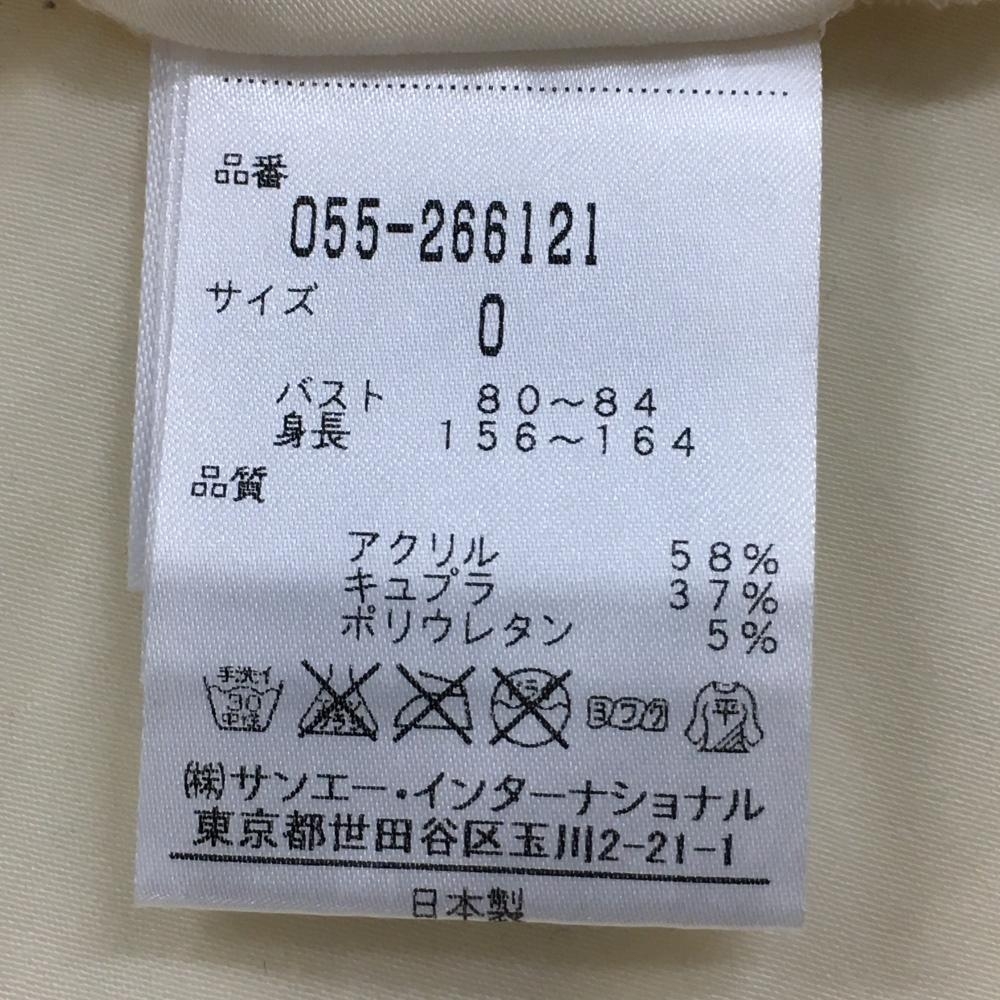 品番
055-266121
サイズ
0
バスト 80～84
身長 156～164
品質
アクリル 58%
キュプラ 37%
ポリウレタン 5%
手洗イ
30
中性
ヨワク
平
㈱サンエー・インターナショナル
東京都世田谷区玉川2-21-1
日本製